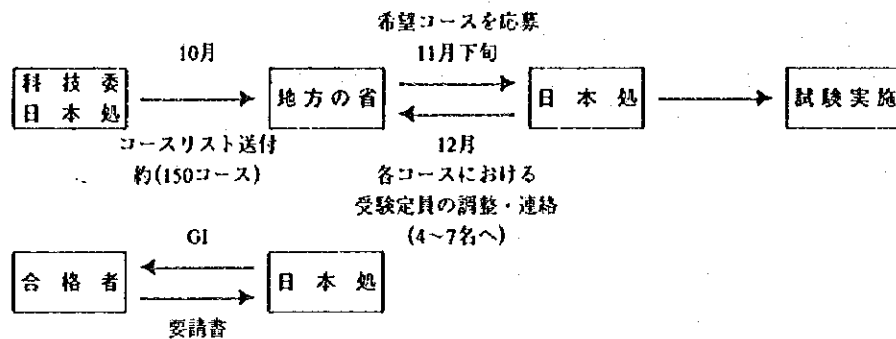 希望コースを応募
10月
11月下旬
科技委
日本処
地方の省
日本処
試験実施
コースリスト送付
約(150コース)
12月
各コースにおける
受験定員の調整・連絡
(4~7名へ)
GI
合格者
日本処
要請書